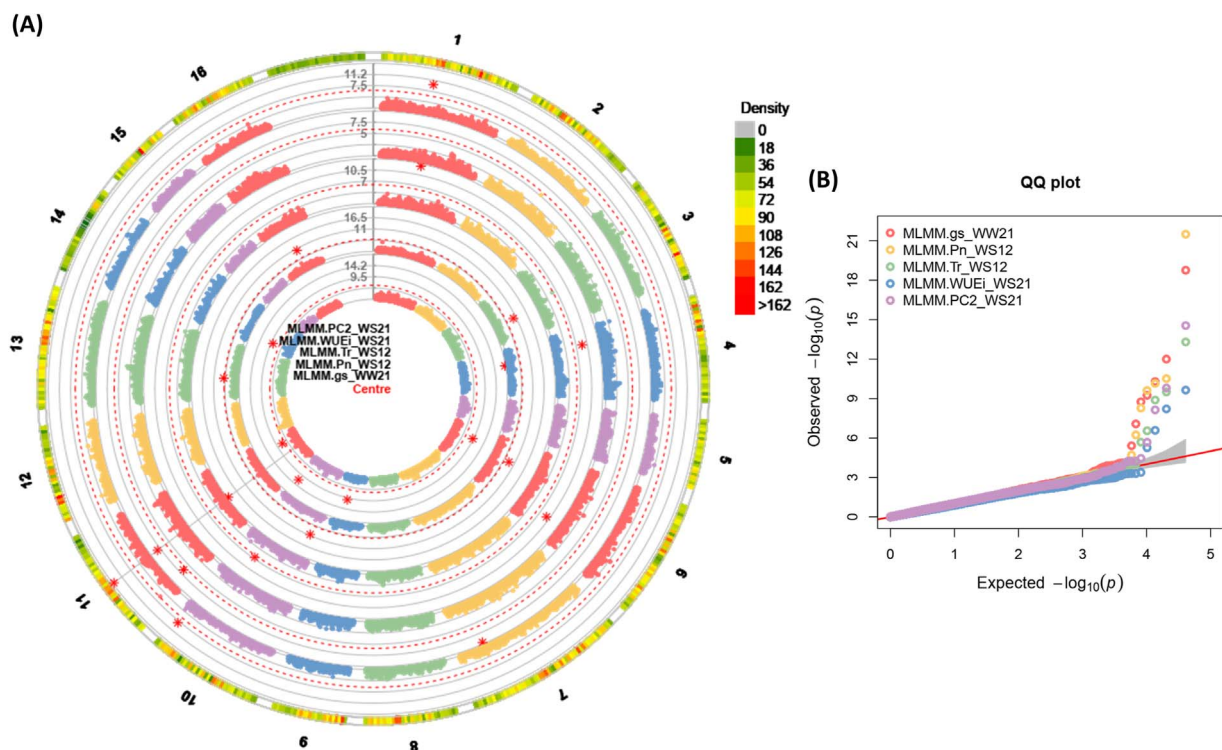 (A)
1
2
3
4
5
6
7
8
9
10
11
12
13
14
15
16
11.2
7.5
7.5
5
10.5
7
16.5
11
14.2
9.5
MLMM.PC2_WS21
MLMM.WUEi_WS21
MLMM.Tr_WS12
MLMM.Pn_WS12
MLMM.gs_WW21
Centre
Density
0
18
36
54
72
90
108
126
144
162
>162
(B)
QQ plot
MLMM.gs_WW21
MLMM.Pn_WS12
MLMM.Tr_WS12
MLMM.WUEi_WS21
MLMM.PC2_WS21
Observed −log10(p)
21
18
15
12
9
6
3
0
0 1 2 3 4 5
Expected −log10(p)